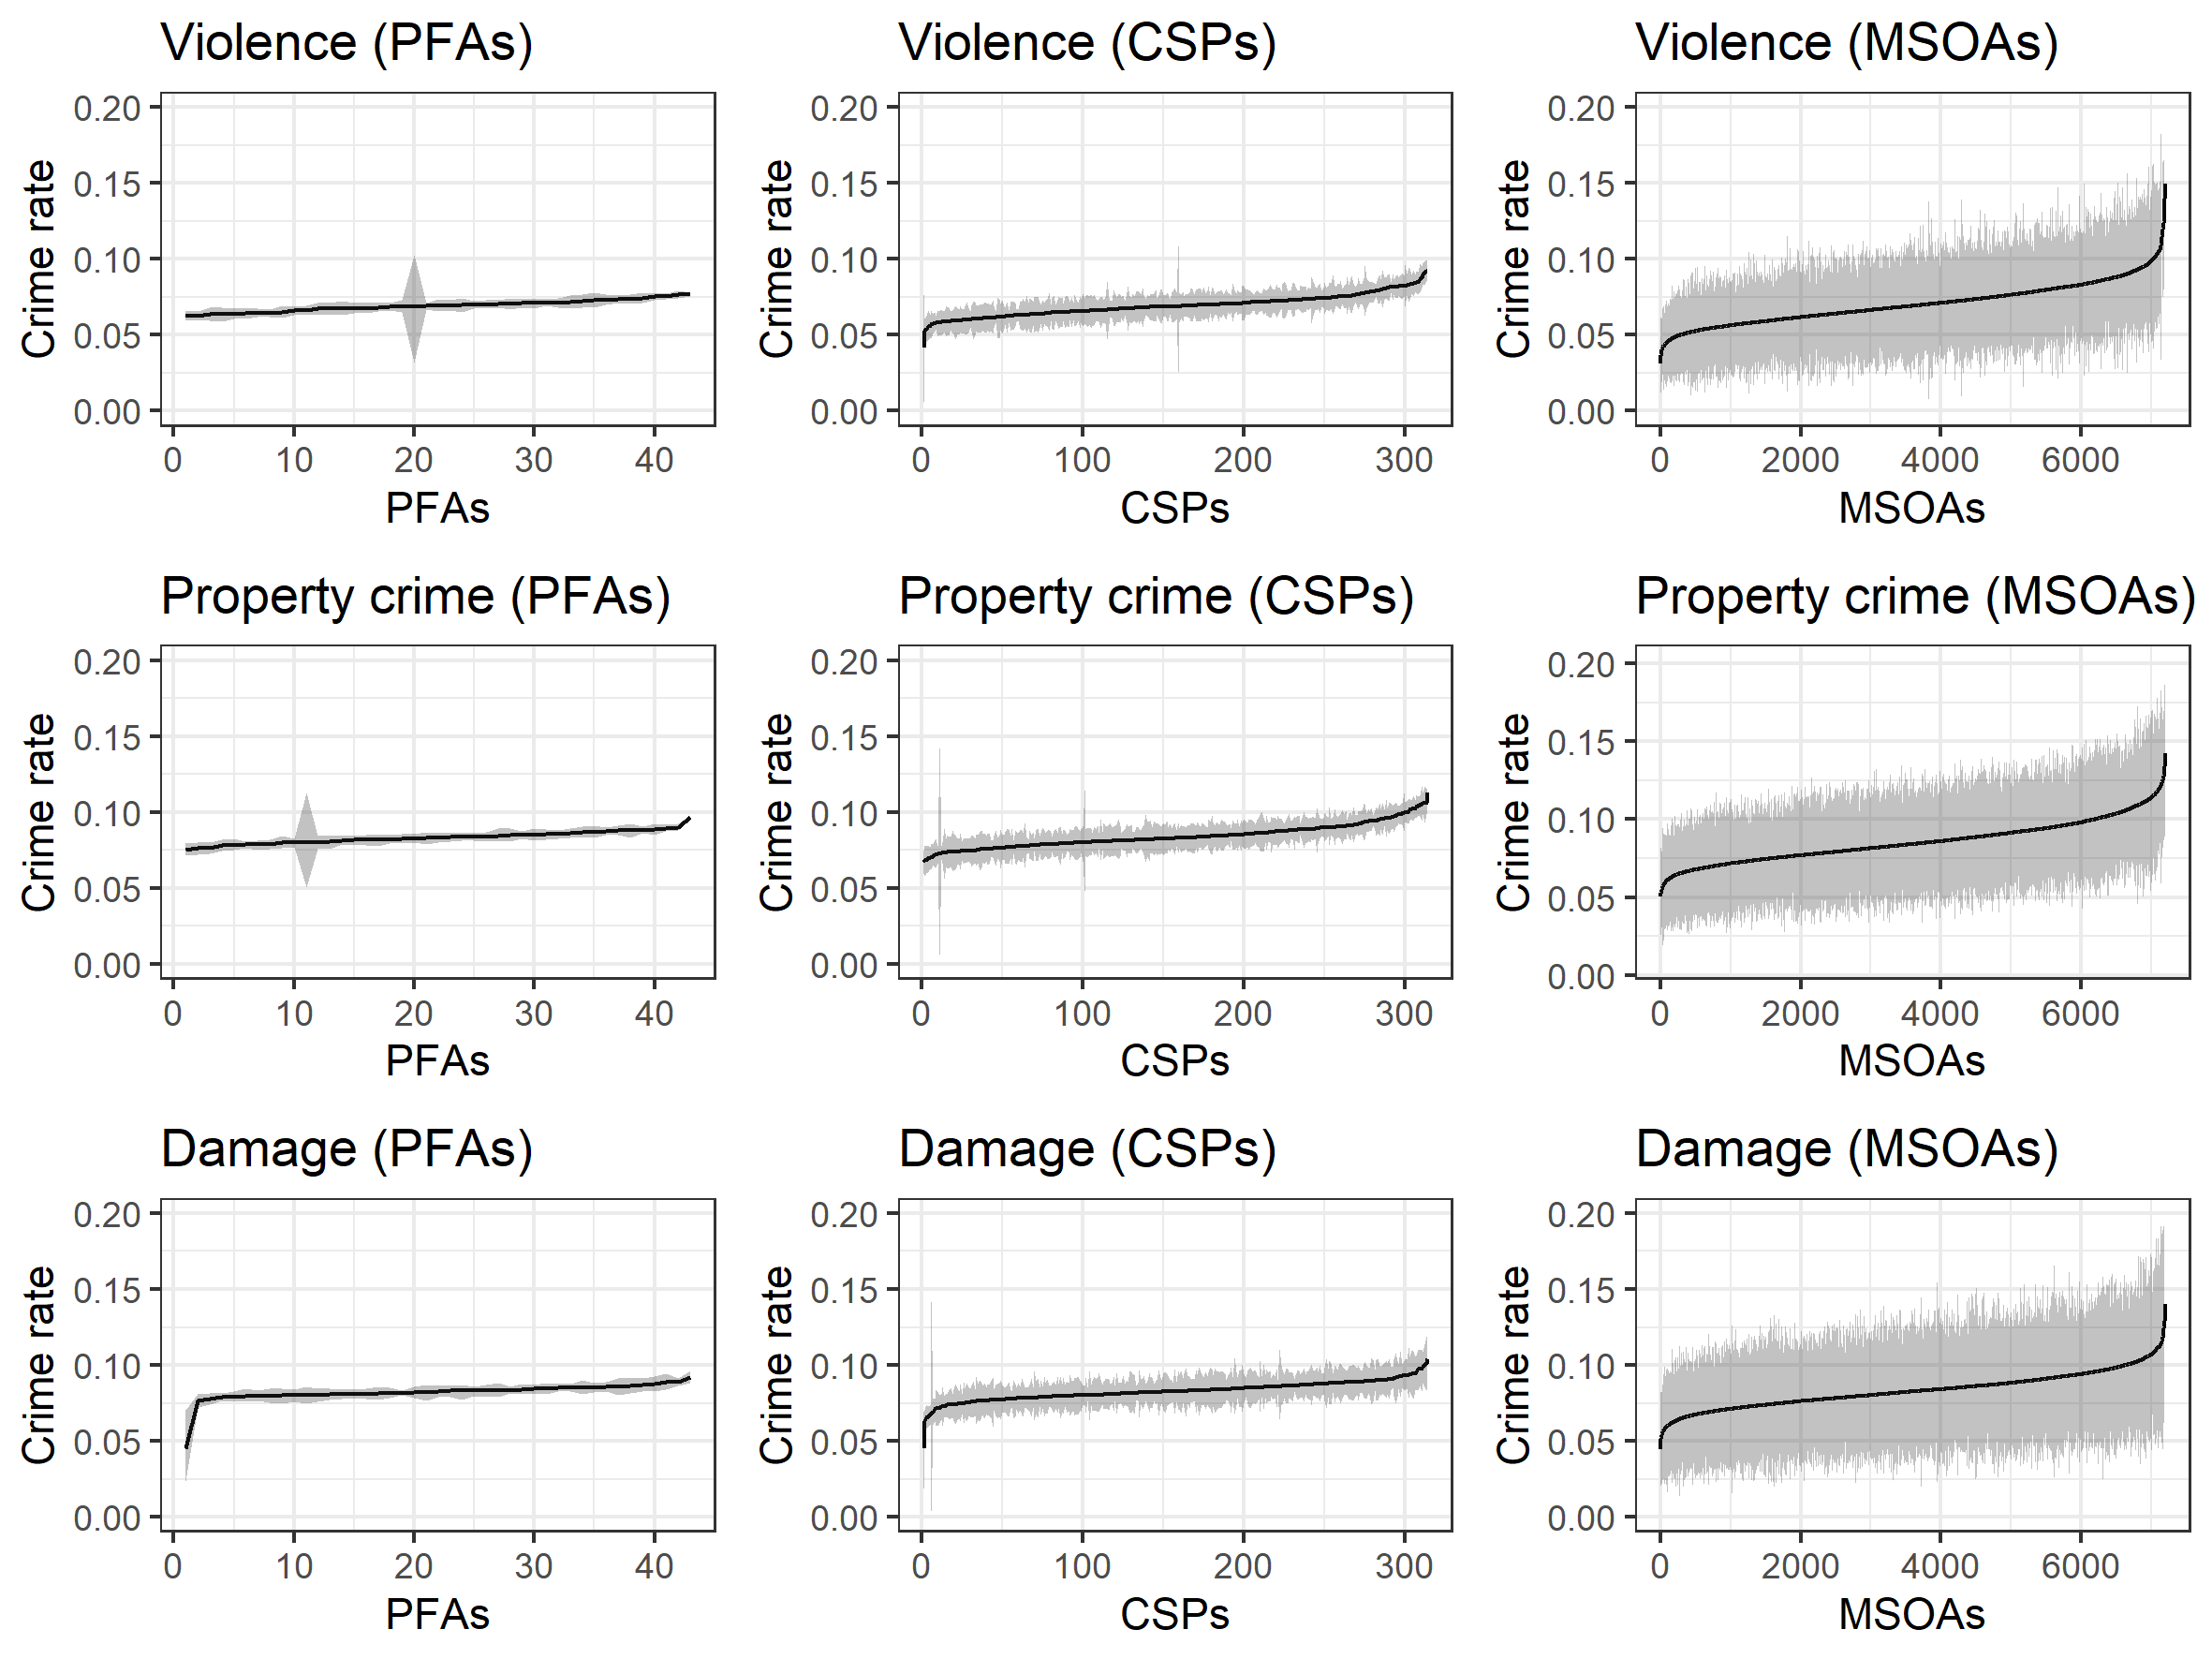 Violence (PFAs)
Violence (CSPs)
Violence (MSOAs)
Crime rate
0.20
0.15
0.10
0.05
0.00
0 10 20 30 40
PFAs
Crime rate
0.20
0.15
0.10
0.05
0.00
0 100 200 300
CSPs
Crime rate
0.20
0.15
0.10
0.05
0.00
0 2000 4000 6000
MSOAs
Property crime (PFAs)
Property crime (CSPs)
Property crime (MSOAs)
Crime rate
0.20
0.15
0.10
0.05
0.00
0 10 20 30 40
PFAs
Crime rate
0.20
0.15
0.10
0.05
0.00
0 100 200 300
CSPs
Crime rate
0.20
0.15
0.10
0.05
0.00
0 2000 4000 6000
MSOAs
Damage (PFAs)
Damage (CSPs)
Damage (MSOAs)
Crime rate
0.20
0.15
0.10
0.05
0.00
0 10 20 30 40
PFAs
Crime rate
0.20
0.15
0.10
0.05
0.00
0 100 200 300
CSPs
Crime rate
0.20
0.15
0.10
0.05
0.00
0 2000 4000 6000
MSOAs